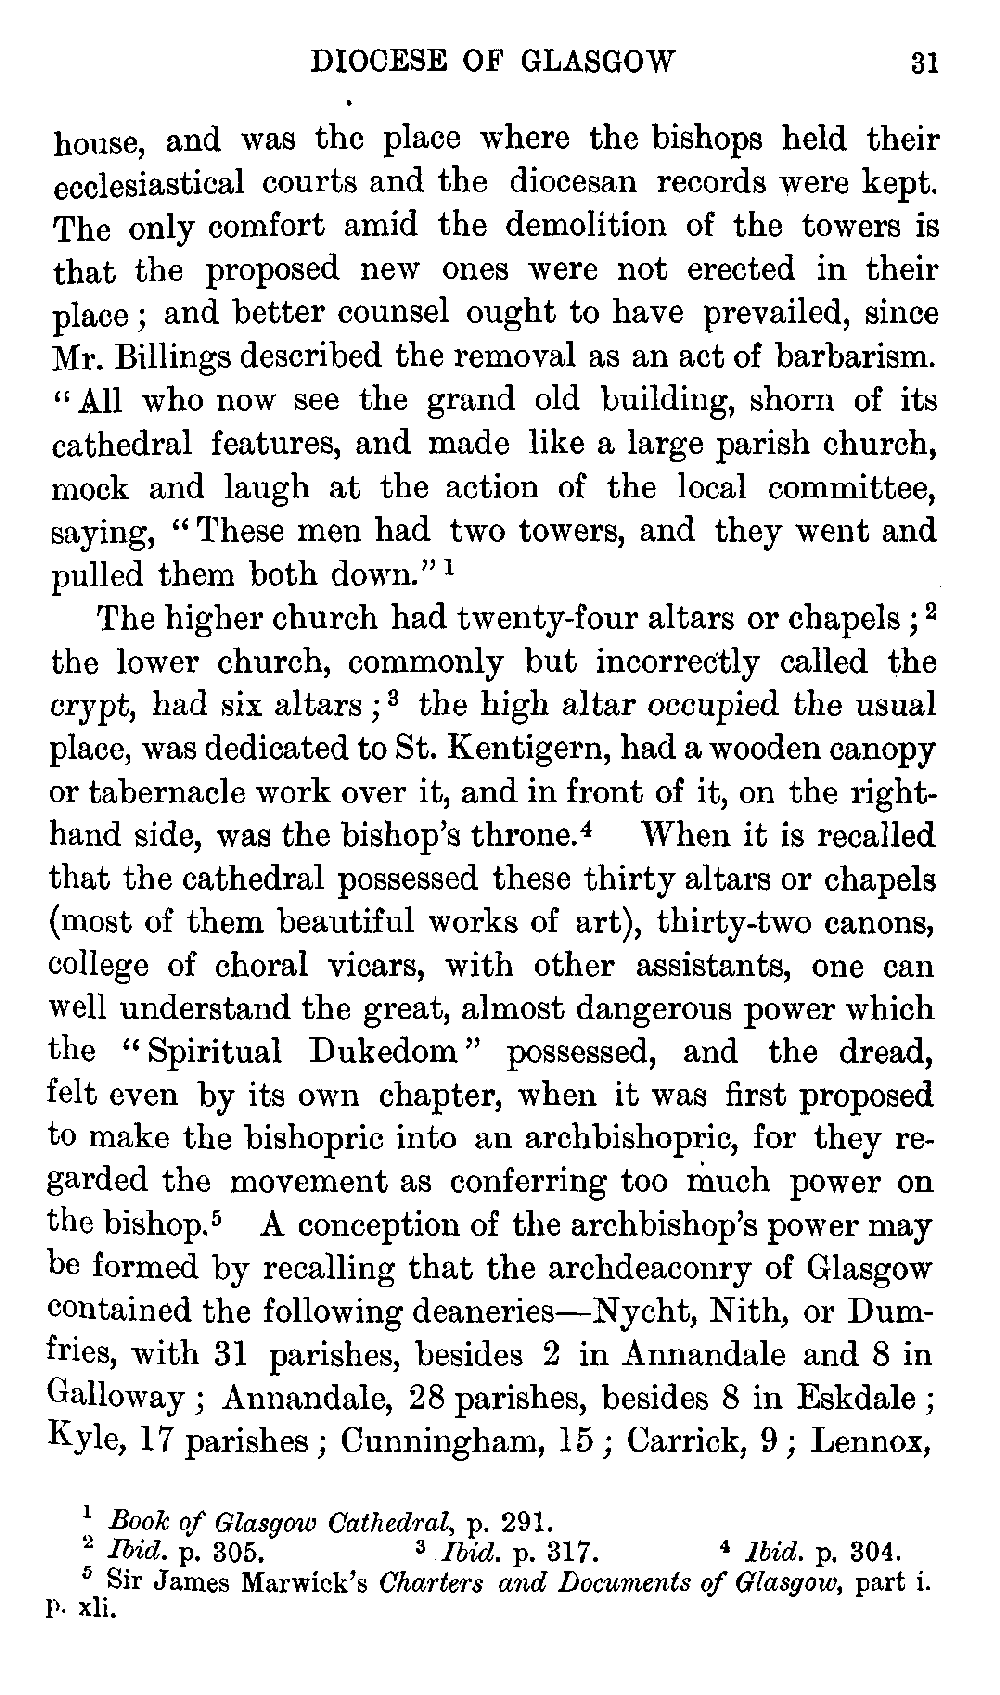 DIOCESE OF GLASGOW 31
house, and was the place where the bishops held their
ecclesiastical courts and the diocesan records were kept.
The only comfort amid the demolition of the towers is
that the proposed new ones were not erected in their
place ; and better counsel ought to have prevailed, since
Mr. Billings described the removal as an act of barbarism.
“ All who now see the grand old building, shorn of its
cathedral features, and made like a large parish church,
mock and laugh at the action of the local committee,
saying, “ These men had two towers, and they went and
pulled them both down.” ¹
The higher church had twenty-four altars or chapels ; ²
the lower church, commonly but incorrectly called the
crypt, had six altars ; ³ the high altar occupied the usual
place, was dedicated to St. Kentigern, had a wooden canopy
or tabernacle work over it, and in front of it, on the right-
hand side, was the bishop’s throne.⁴ When it is recalled
that the cathedral possessed these thirty altars or chapels
(most of them beautiful works of art), thirty-two canons,
college of choral vicars, with other assistants, one can
well understand the great, almost dangerous power which
the “ Spiritual Dukedom ” possessed, and the dread,
felt even by its own chapter, when it was first proposed
to make the bishopric into an archbishopric, for they re-
garded the movement as conferring too much power on
the bishop.⁵ A conception of the archbishop’s power may
be formed by recalling that the archdeaconry of Glasgow
contained the following deaneries—Nycht, Nith, or Dum-
fries, with 31 parishes, besides 2 in Annandale and 8 in
Galloway ; Annandale, 28 parishes, besides 8 in Eskdale ;
Kyle, 17 parishes ; Cunningham, 15 ; Carrick, 9 ; Lennox,
¹ Book of Glasgow Cathedral, p. 291.
² Ibid. p. 305. ³ Ibid. p. 317. ⁴ Ibid. p. 304.
⁵ Sir James Marwick’s Charters and Documents of Glasgow, part i.
p. xli.